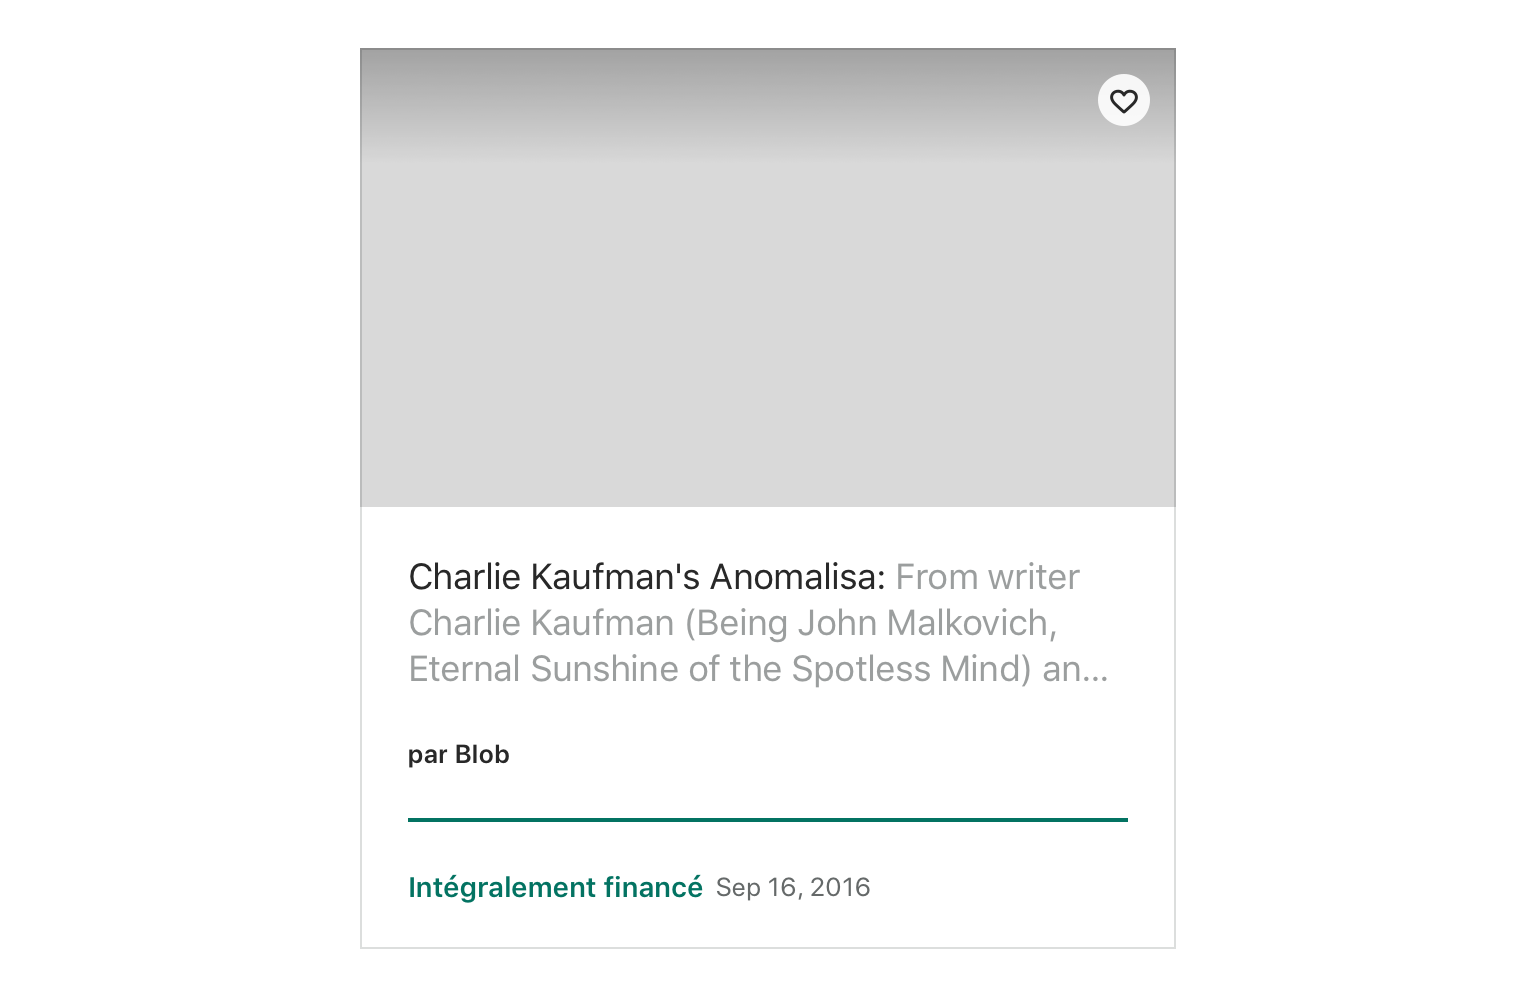 Charlie Kaufman's Anomalisa: From writer
Charlie Kaufman (Being John Malkovich,
Eternal Sunshine of the Spotless Mind) an...
par Blob
Intégralement financé Sep 16, 2016